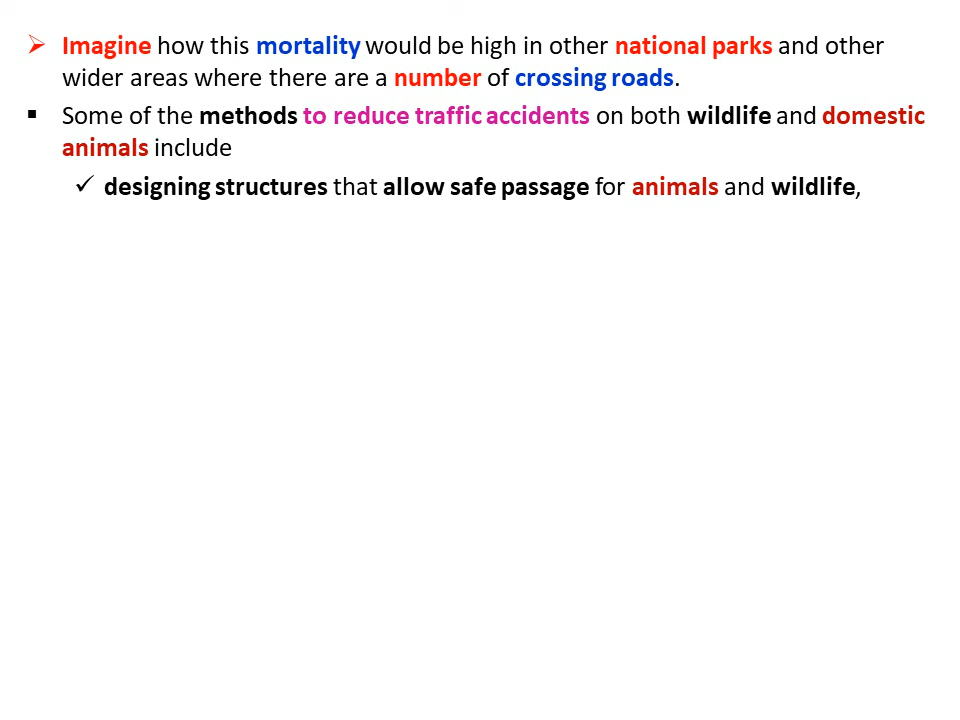 ➢ Imagine how this mortality would be high in other national parks and other
wider areas where there are a number of crossing roads.
▪ Some of the methods to reduce traffic accidents on both wildlife and domestic
animals include
✓ designing structures that allow safe passage for animals and wildlife,